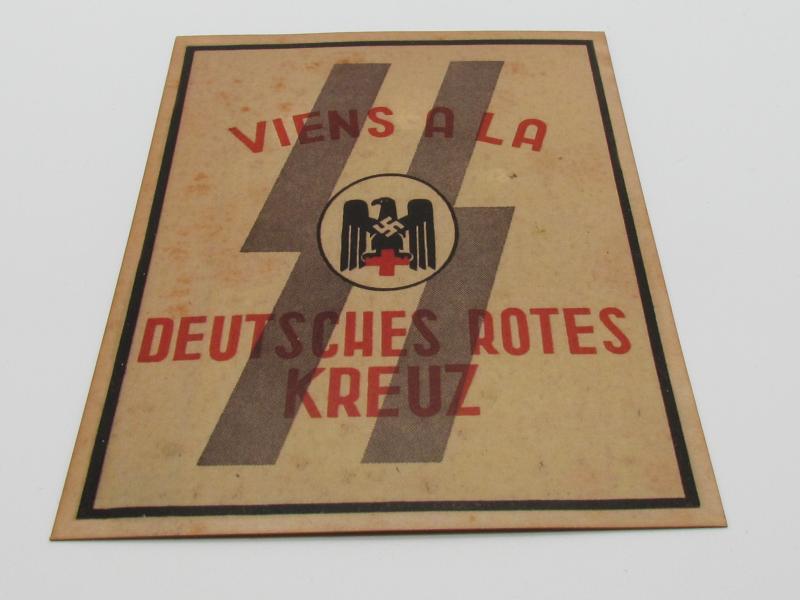 VIENS A LA
DEUTSCHES ROTES
KREUZ